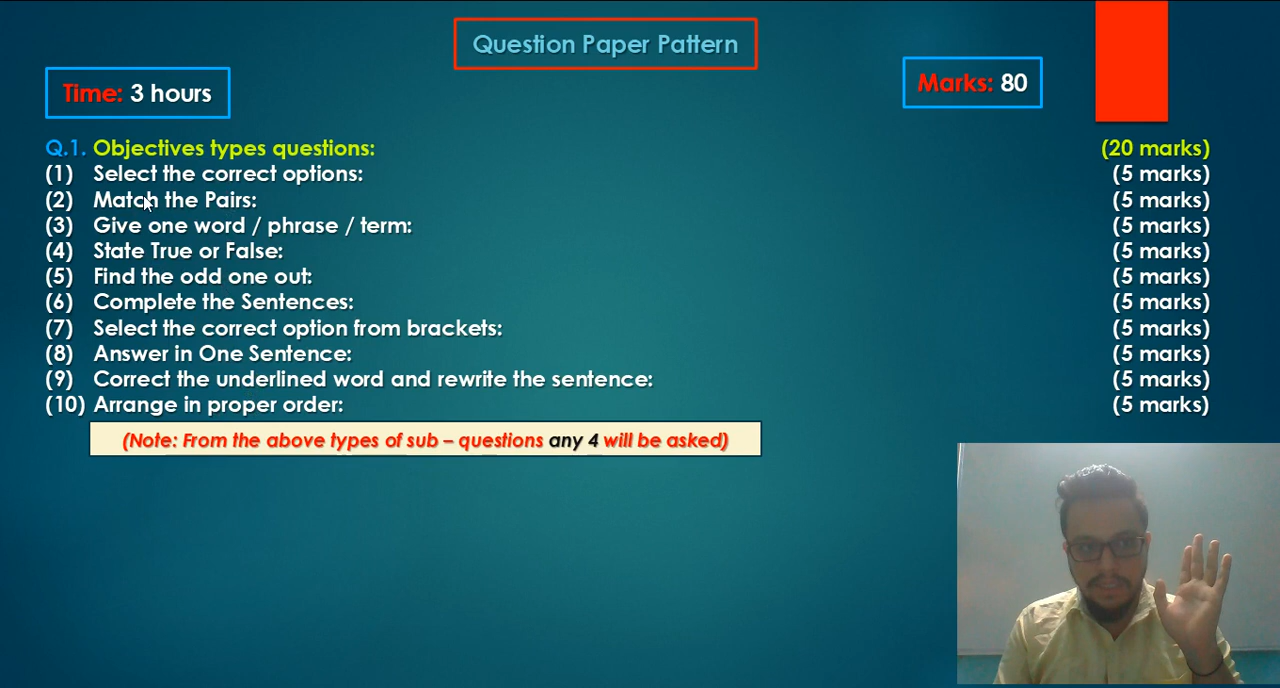 Question Paper Pattern
Time: 3 hours
Marks: 80
Q.1. Objectives types questions: (20 marks)
(1) Select the correct options: (5 marks)
(2) Match the Pairs: (5 marks)
(3) Give one word / phrase / term: (5 marks)
(4) State True or False: (5 marks)
(5) Find the odd one out: (5 marks)
(6) Complete the Sentences: (5 marks)
(7) Select the correct option from brackets: (5 marks)
(8) Answer in One Sentence: (5 marks)
(9) Correct the underlined word and rewrite the sentence: (5 marks)
(10) Arrange in proper order: (5 marks)
(Note: From the above types of sub – questions any 4 will be asked)